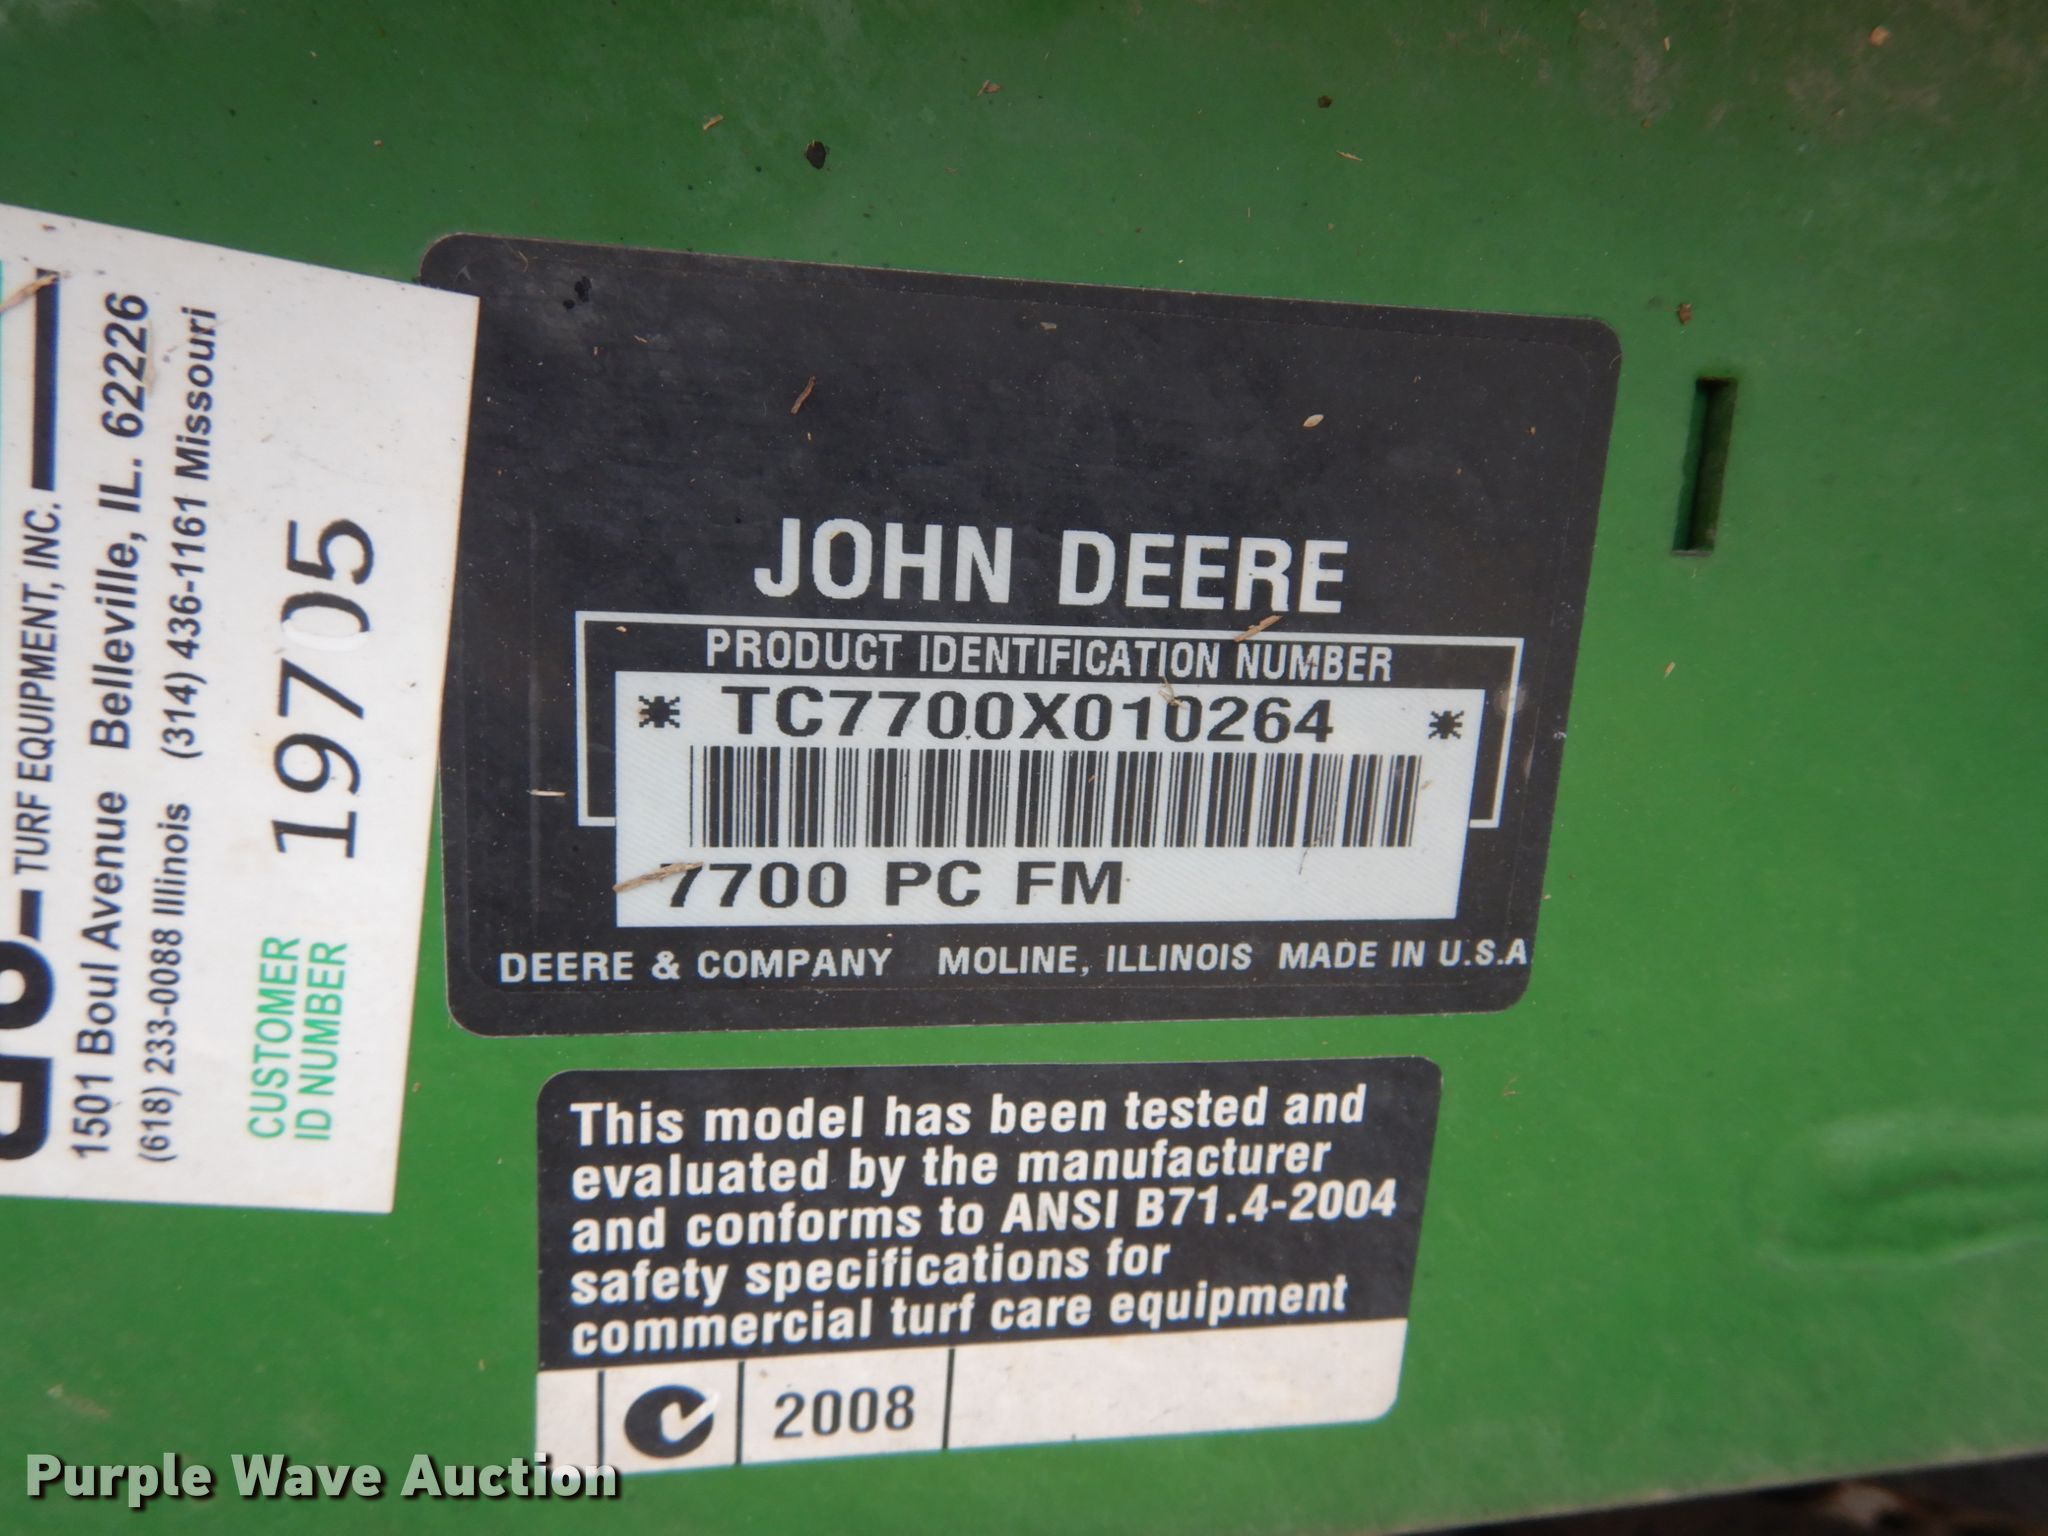 TURF EQUIPMENT, INC.
1501 Boul Avenue Belleville, IL. 62226
(618) 233-0088 Illinois (314) 436-1161 Missouri
CUSTOMER
ID NUMBER
19705
JOHN DEERE
PRODUCT IDENTIFICATION NUMBER
* TC7700X010264 *
7700 PC FM
DEERE & COMPANY MOLINE, ILLINOIS MADE IN U.S.A
This model has been tested and
evaluated by the manufacturer
and conforms to ANSI B71.4-2004
safety specifications for
commercial turf care equipment
2008
Purple Wave Auction